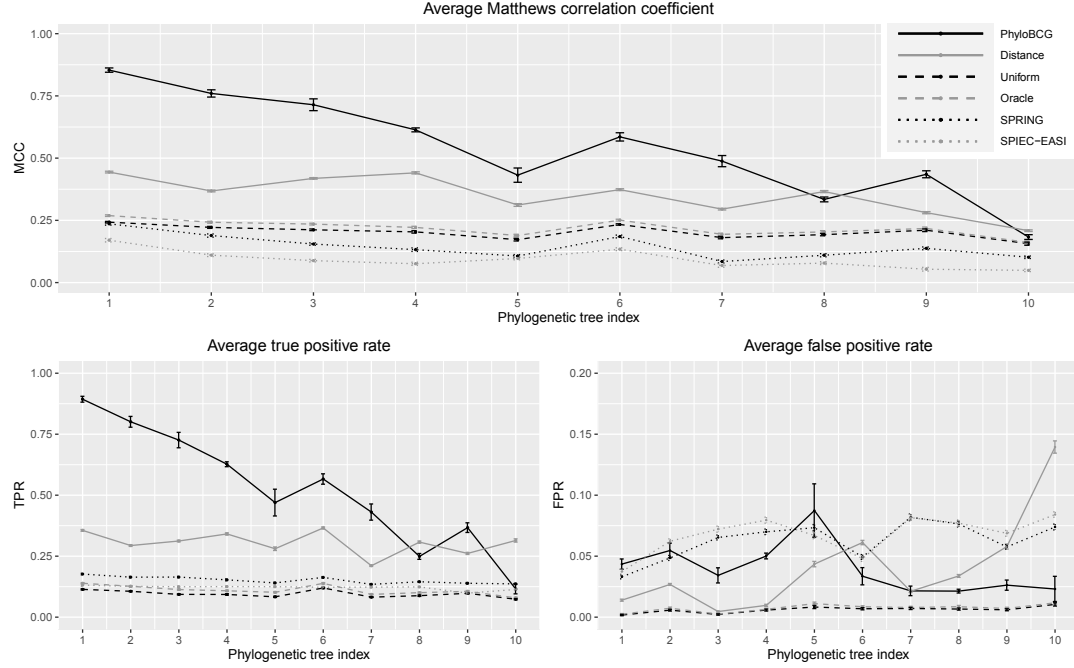 Average Matthews correlation coefficient
1.00
0.75
0.50
0.25
0.00
MCC
1 2 3 4 5 6 7 8 9 10
Phylogenetic tree index
PhyloBCG
Distance
Uniform
Oracle
SPRING
SPIEC−EASI
Average true positive rate
1.00
0.75
0.50
0.25
0.00
TPR
1 2 3 4 5 6 7 8 9 10
Phylogenetic tree index
Average false positive rate
0.20
0.15
0.10
0.05
0.00
FPR
1 2 3 4 5 6 7 8 9 10
Phylogenetic tree index